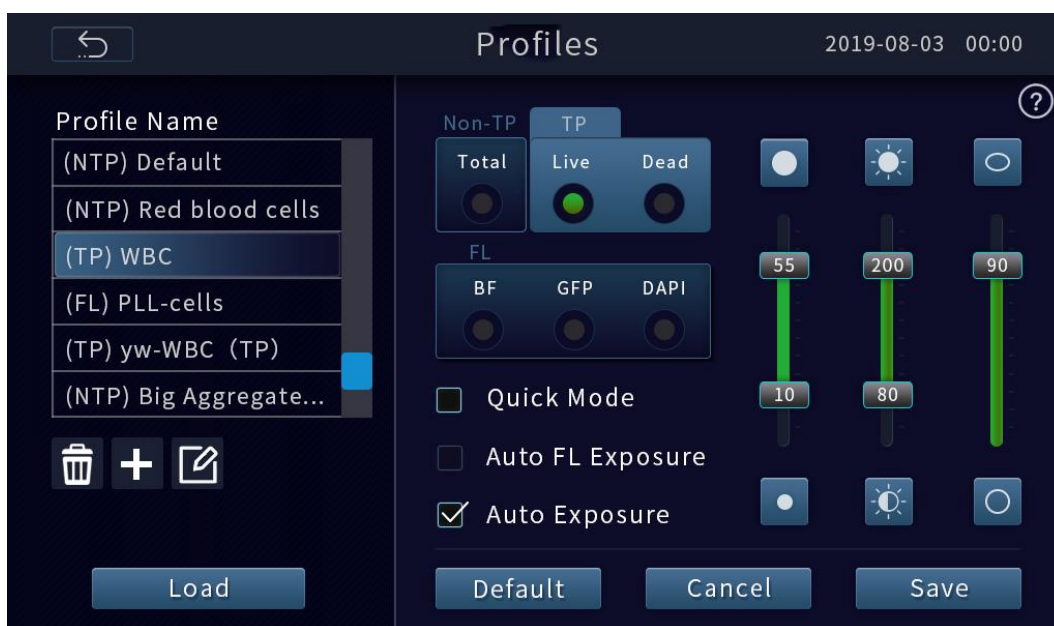 Profiles 2019-08-03 00:00
?
Profile Name
(NTP) Default
(NTP) Red blood cells
(TP) WBC
(FL) PLL-cells
(TP) yw-WBC（TP）
(NTP) Big Aggregate...
Load
Non-TP TP
Total Live Dead
FL
BF GFP DAPI
Quick Mode
Auto FL Exposure
Auto Exposure
55 200 90
10 80
Default Cancel Save